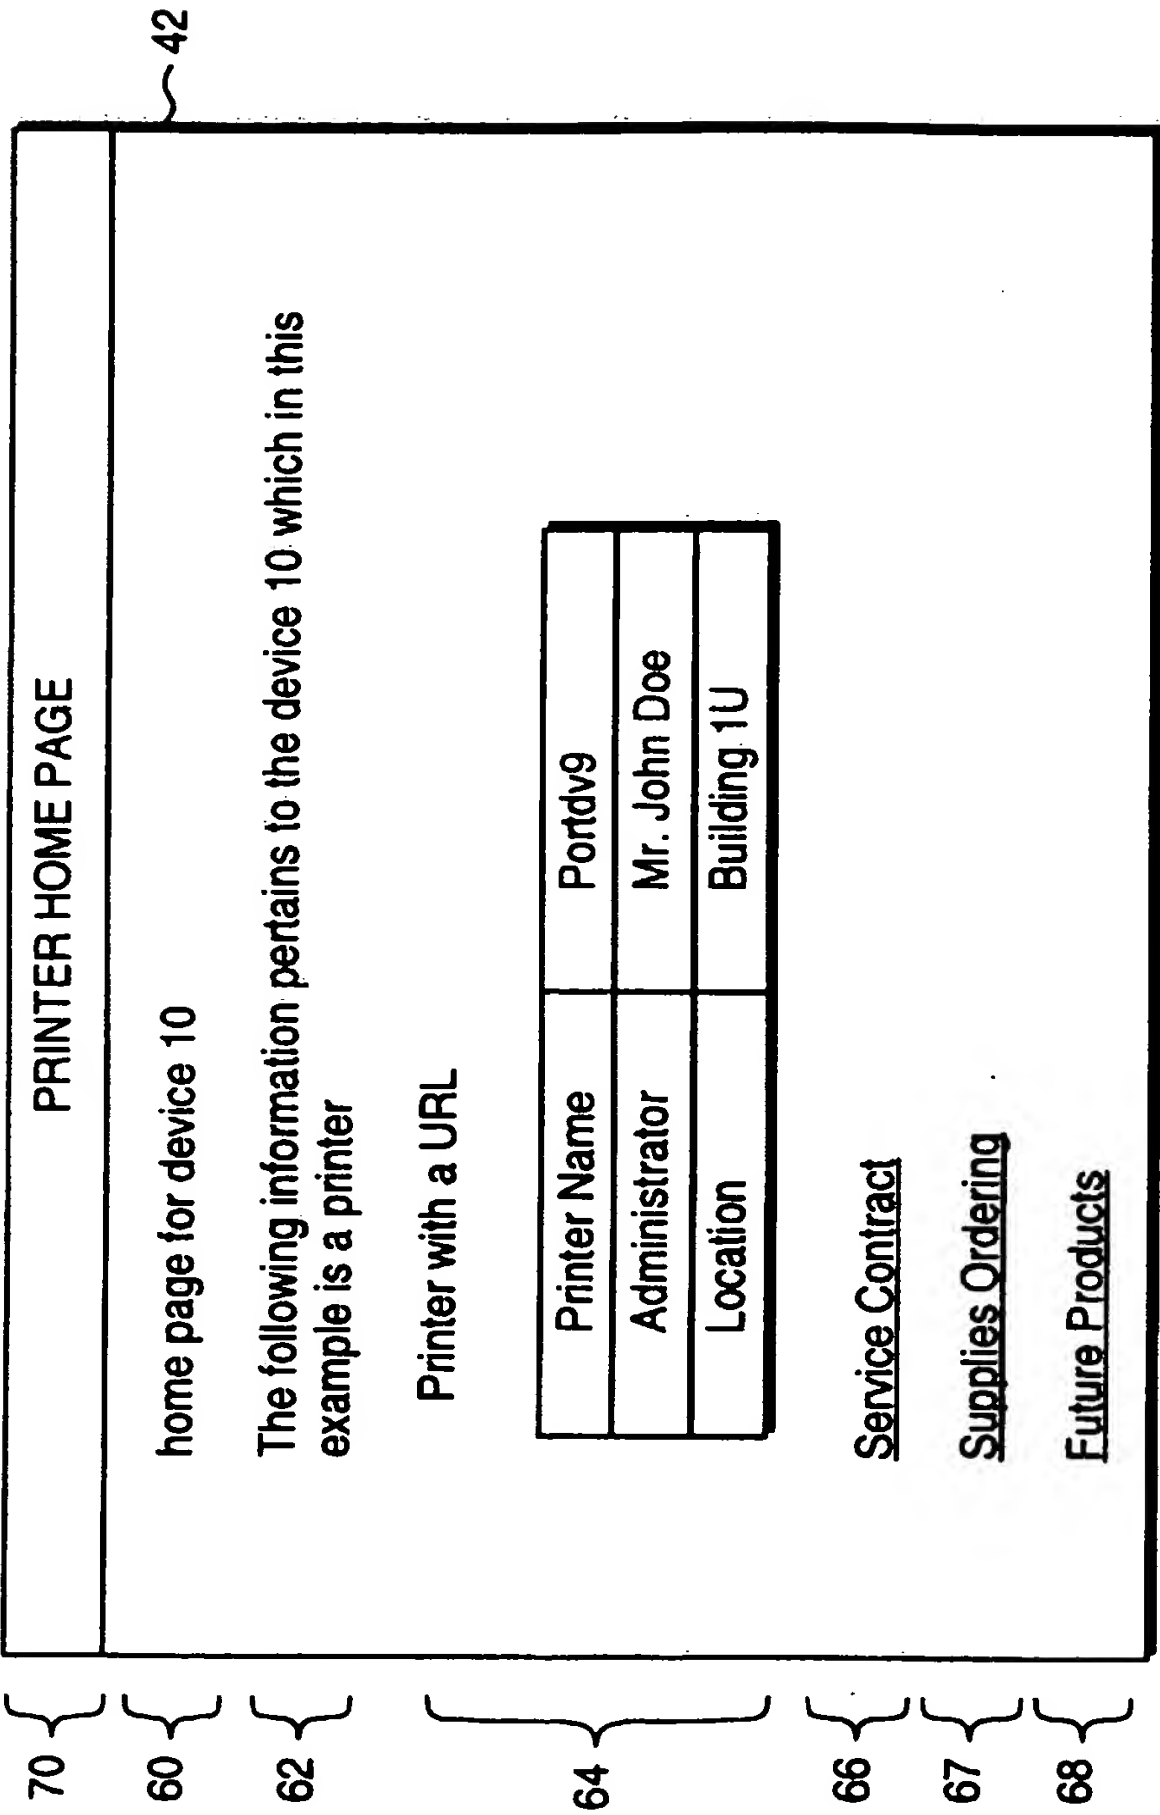 42
70
PRINTER HOME PAGE
60
home page for device 10
62
The following information pertains to the device 10 which in this
example is a printer
64
Printer with a URL
Printer Name Portdv9
Administrator Mr. John Doe
Location Building 1U
66
Service Contract
67
Supplies Ordering
68
Future Products